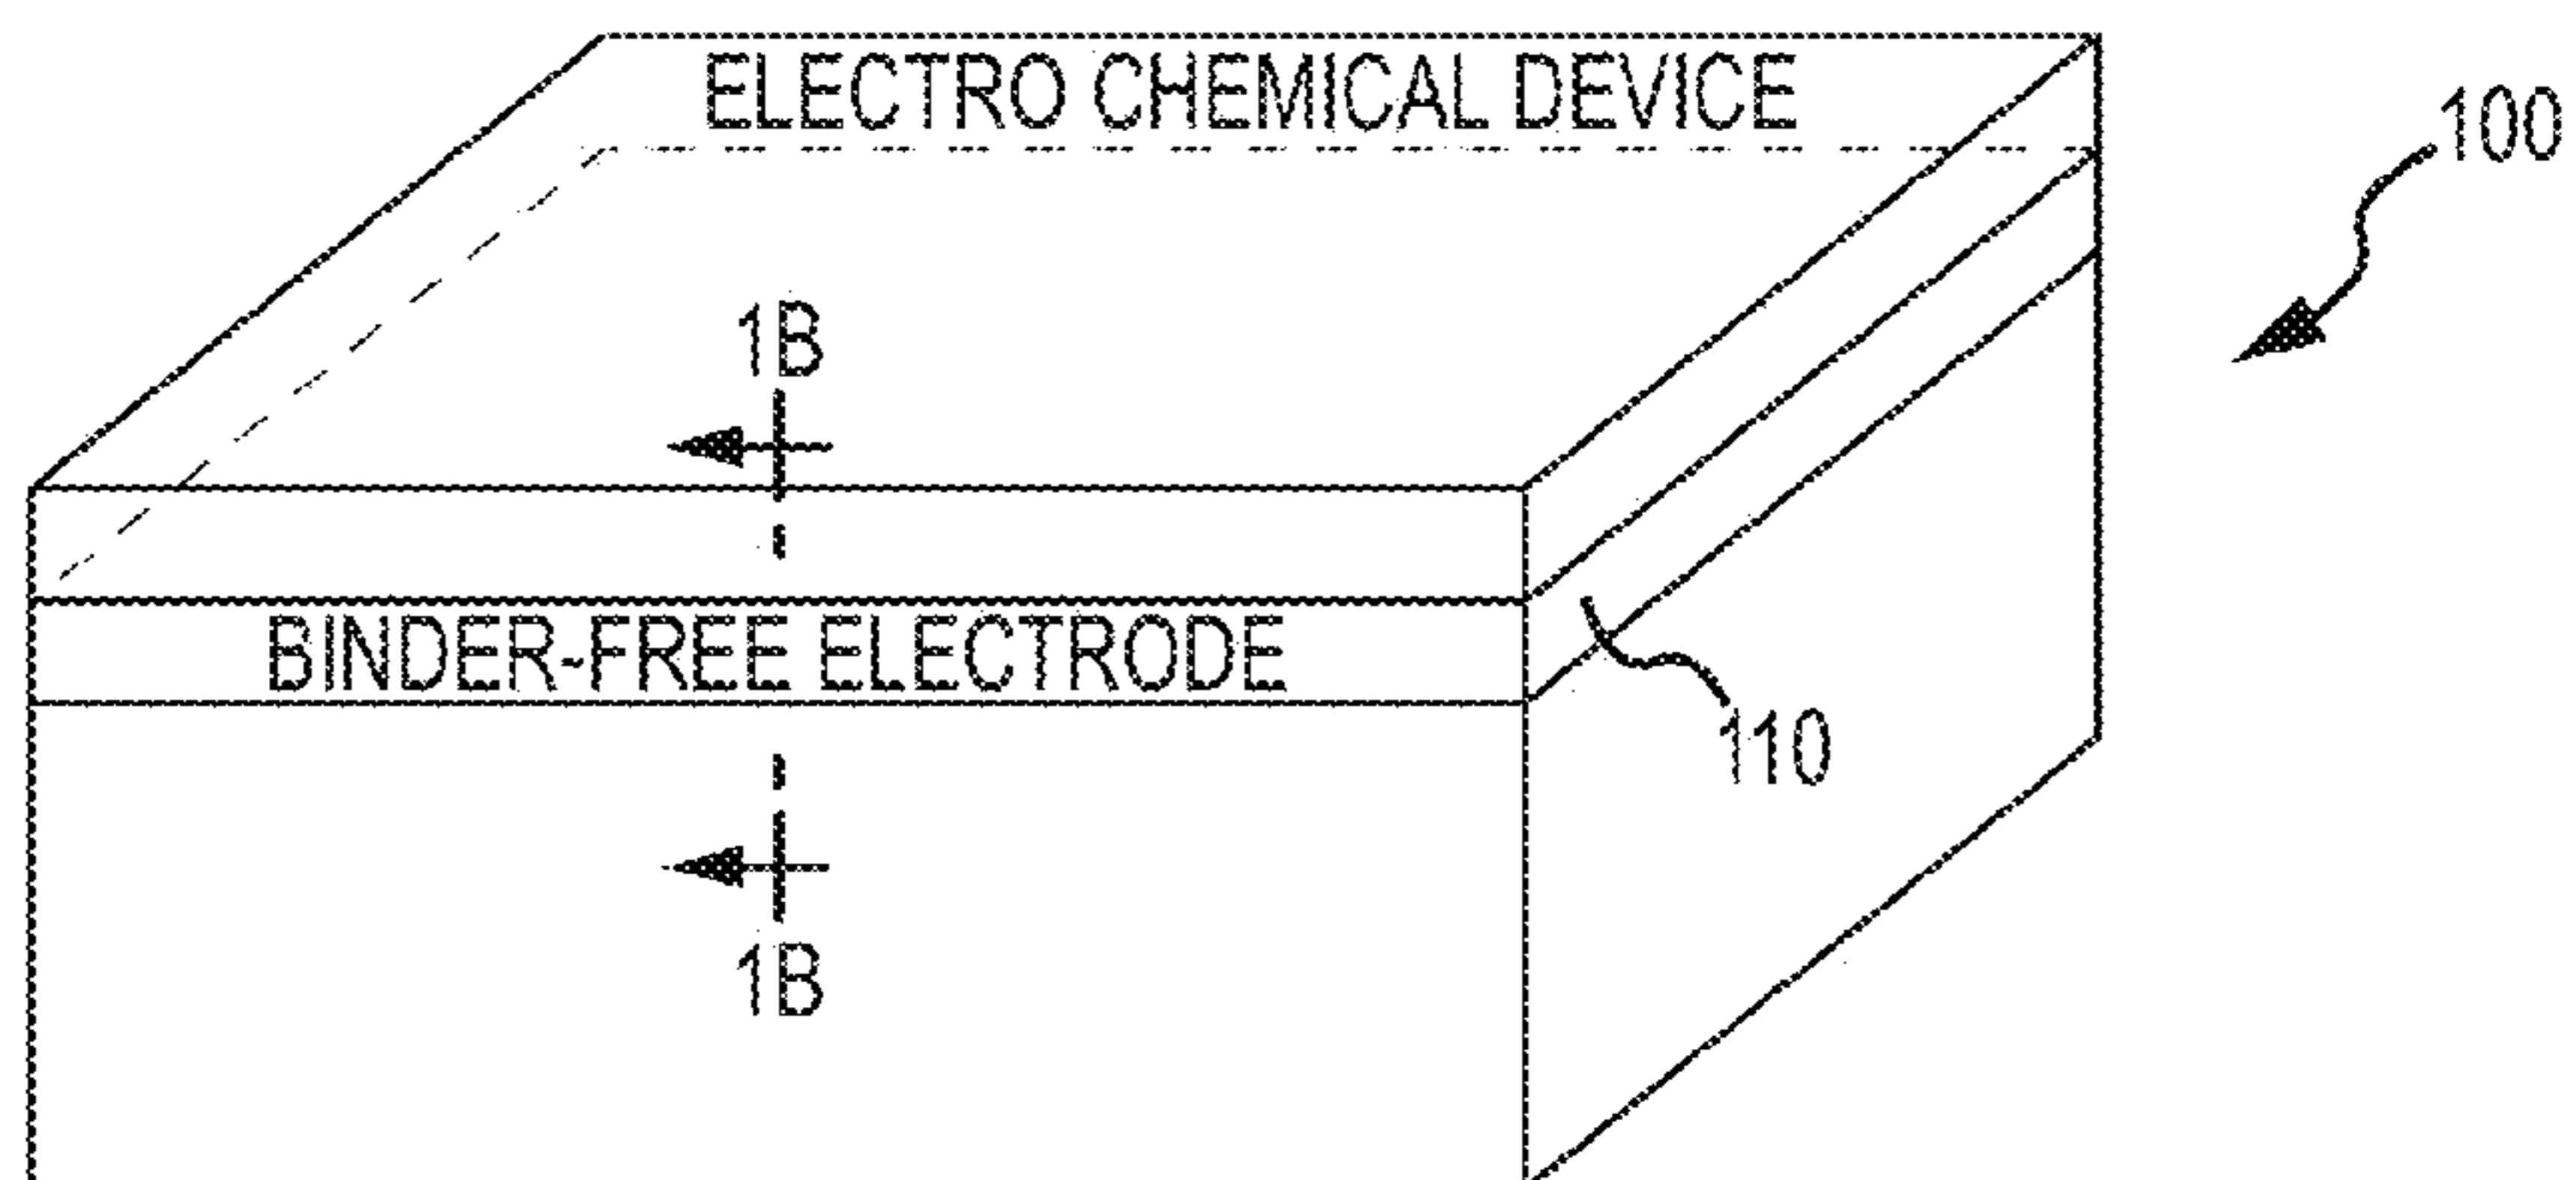 ELECTRO CHEMICAL DEVICE
100
1B
BINDER-FREE ELECTRODE
110
1B